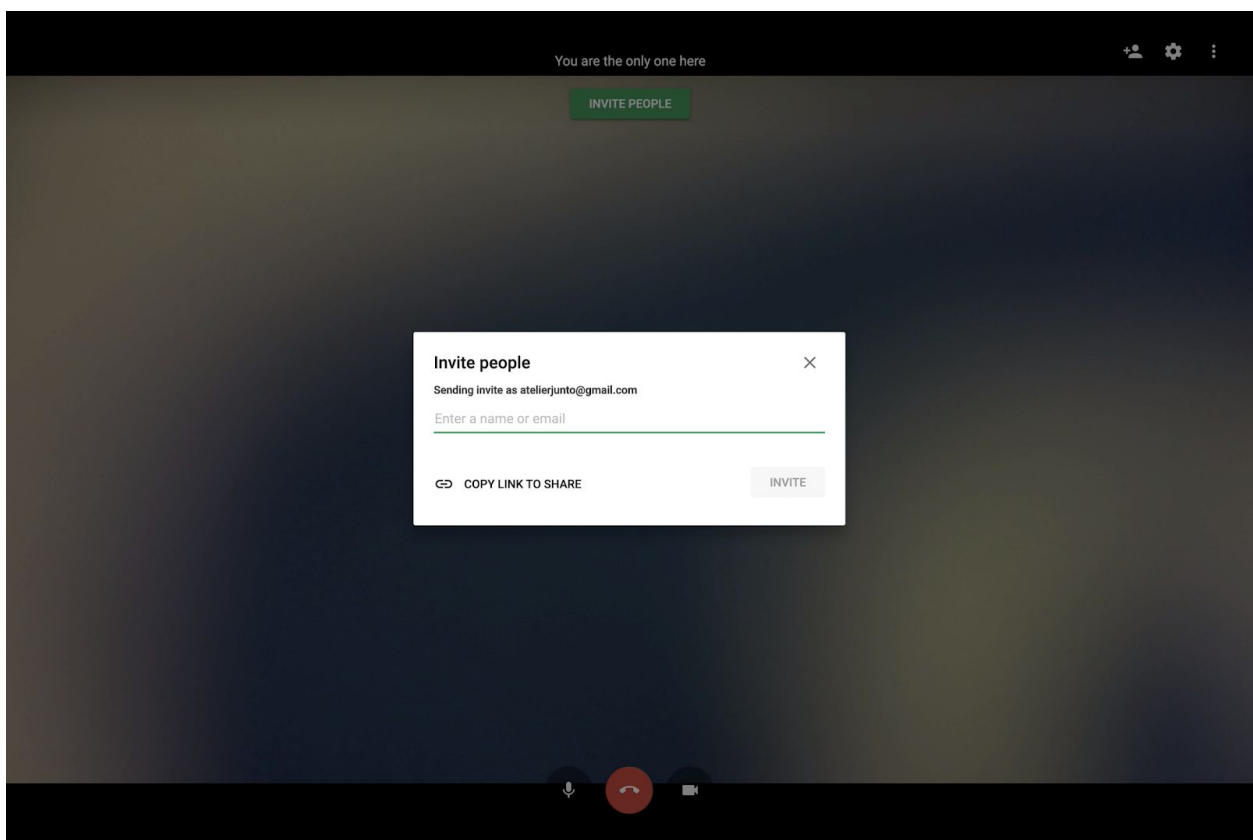 You are the only one here
INVITE PEOPLE
Invite people
Sending invite as atelierjunto@gmail.com
Enter a name or email
COPY LINK TO SHARE
INVITE